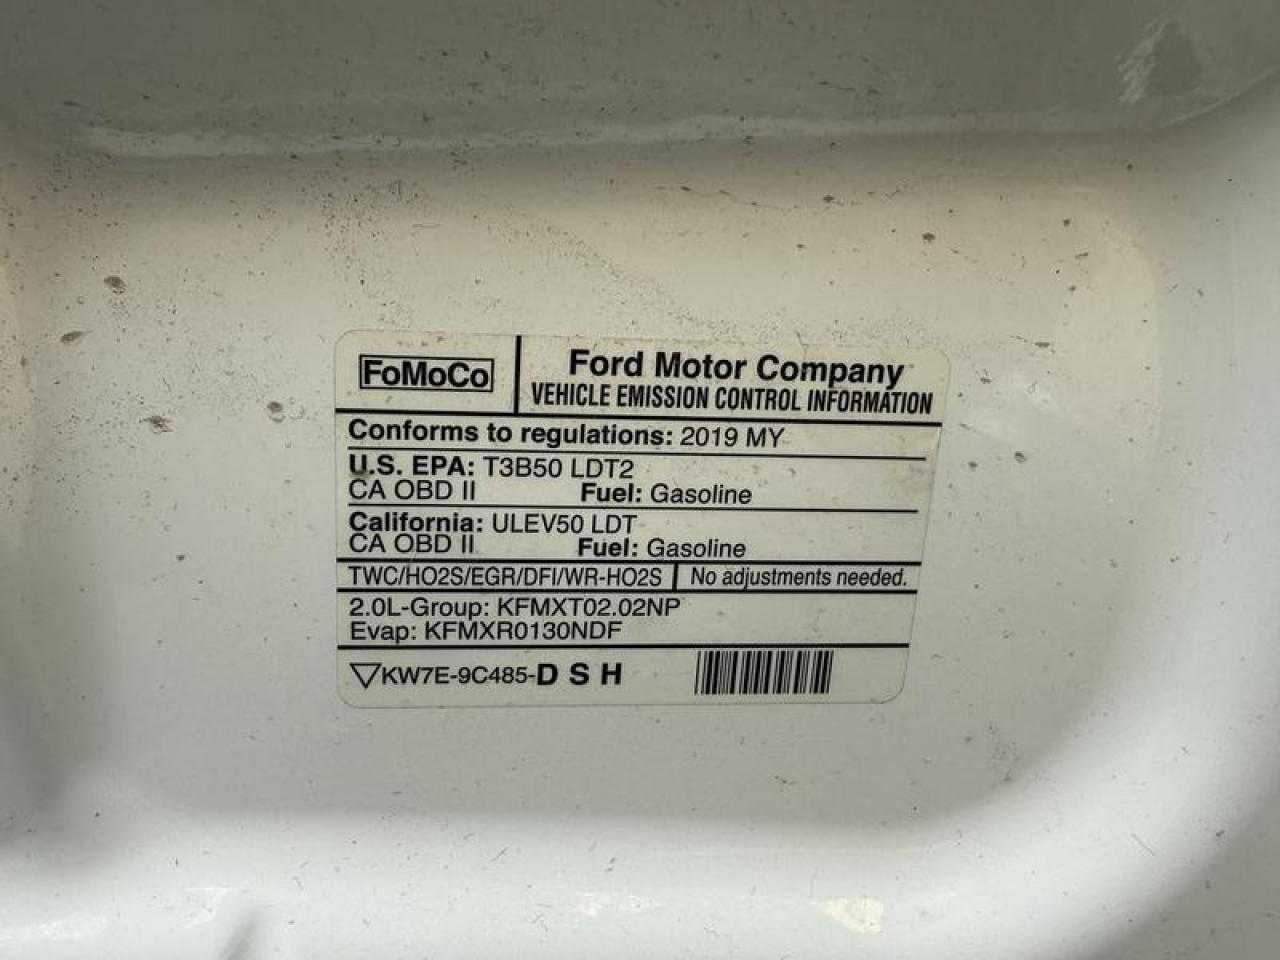 FoMoCo
Ford Motor Company
VEHICLE EMISSION CONTROL INFORMATION
Conforms to regulations: 2019 MY
U.S. EPA: T3B50 LDT2
CA OBD II Fuel: Gasoline
California: ULEV50 LDT
CA OBD II Fuel: Gasoline
TWC/HO2S/EGR/DFI/WR-HO2S No adjustments needed.
2.0L-Group: KFMXT02.02NP
Evap: KFMXR0130NDF
▽KW7E-9C485-D S H